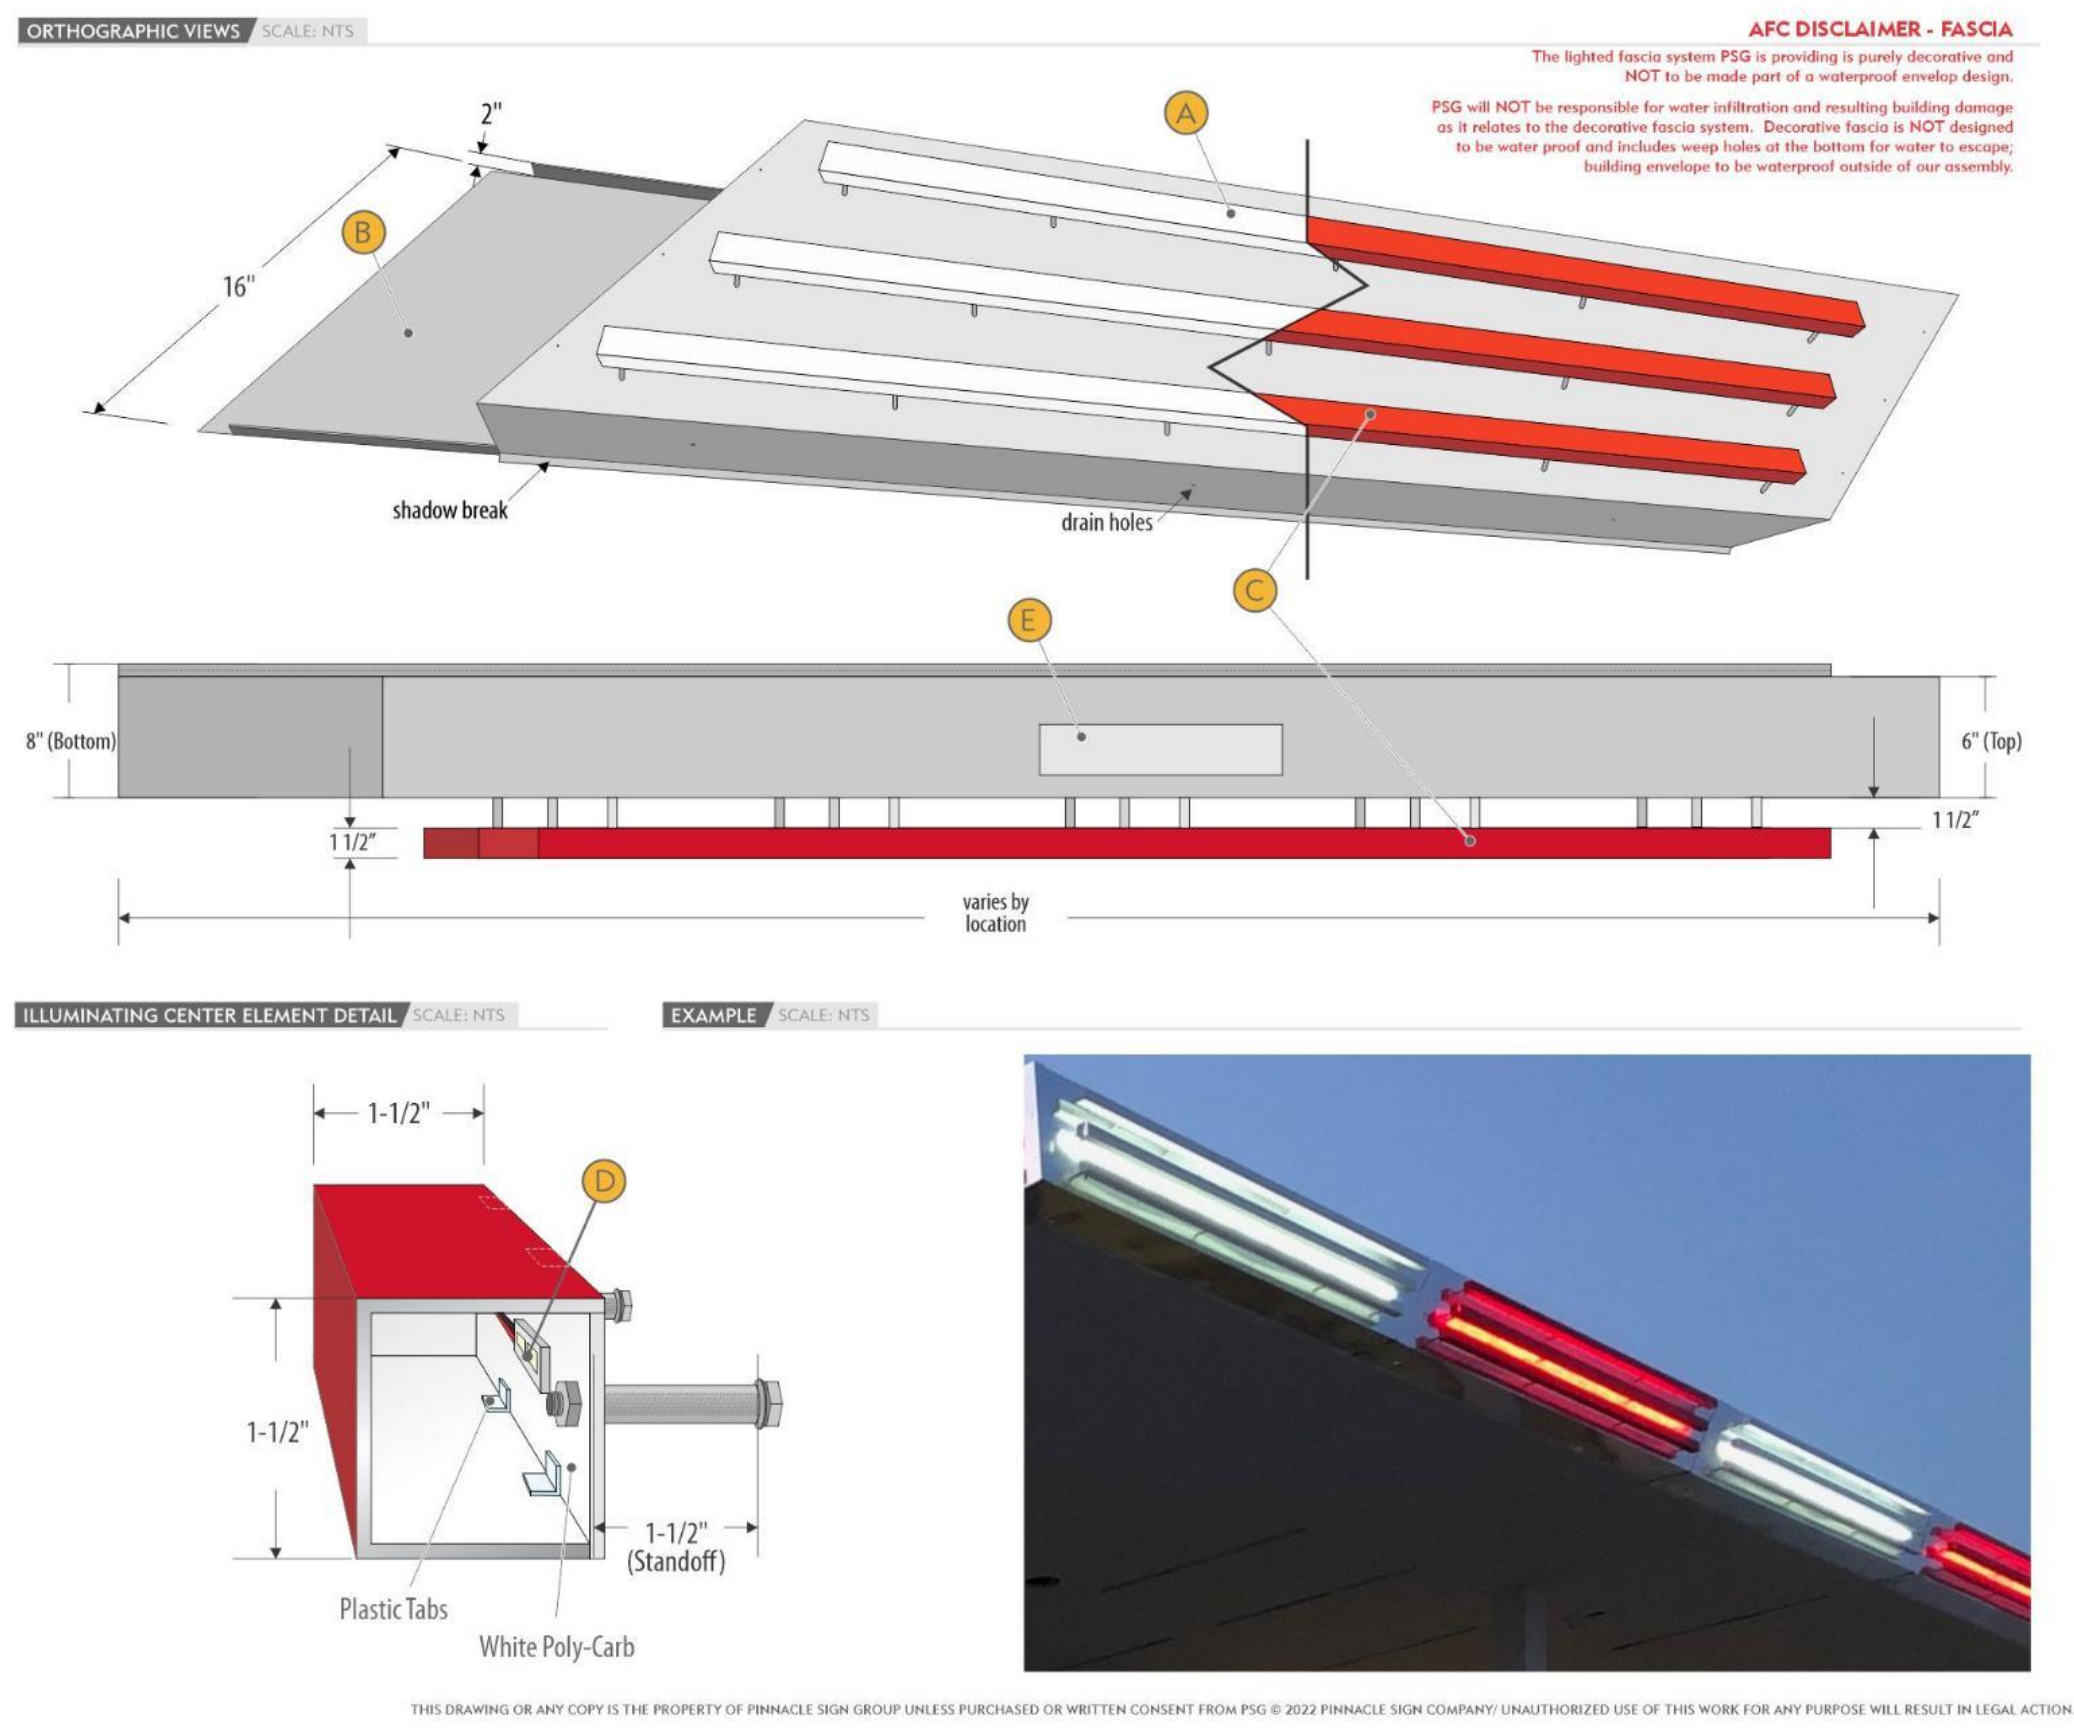 ORTHOGRAPHIC VIEWS SCALE: NTS
AFC DISCLAIMER - FASCIA
The lighted fascia system PSG is providing is purely decorative and
NOT to be made part of a waterproof envelop design.
PSG will NOT be responsible for water infiltration and resulting building damage
as it relates to the decorative fascia system. Decorative fascia is NOT designed
to be water proof and includes weep holes at the bottom for water to escape;
building envelope to be waterproof outside of our assembly.
2"
A
B
16"
shadow break
drain holes
C
E
8" (Bottom)
6" (Top)
1 1/2"
1 1/2"
varies by
location
ILLUMINATING CENTER ELEMENT DETAIL SCALE: NTS
EXAMPLE SCALE: NTS
1-1/2"
D
1-1/2"
1-1/2"
(Standoff)
Plastic Tabs
White Poly-Carb
THIS DRAWING OR ANY COPY IS THE PROPERTY OF PINNACLE SIGN GROUP UNLESS PURCHASED OR WRITTEN CONSENT FROM PSG © 2022 PINNACLE SIGN COMPANY/ UNAUTHORIZED USE OF THIS WORK FOR ANY PURPOSE WILL RESULT IN LEGAL ACTION